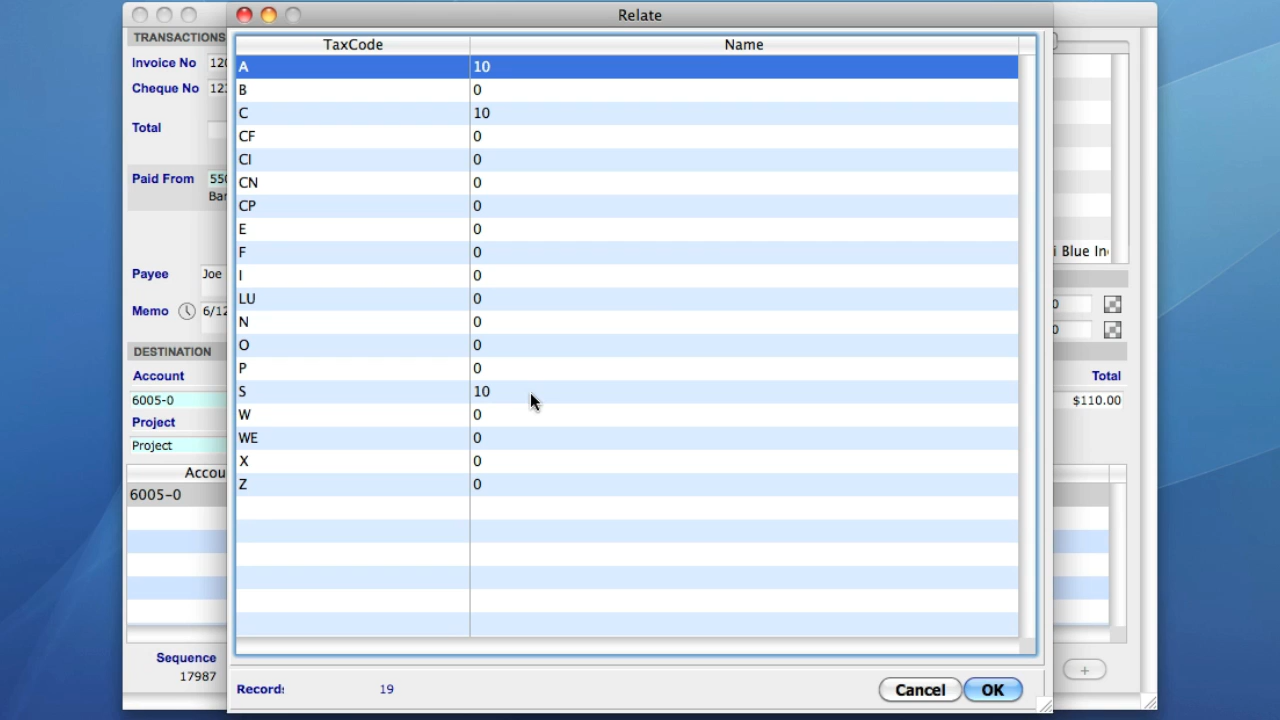 Relate
TaxCode Name
A 10
B 0
C 10
CF 0
CI 0
CN 0
CP 0
E 0
F 0
I 0
LU 0
N 0
O 0
P 0
S 10
W 0
WE 0
X 0
Z 0
Cancel OK
TRANSACTIONS
Invoice No
Cheque No
Total
Paid From 550
Payee Joe
Memo 6/12
DESTINATION
Account Total
6005-0 $110.00
Project
Project
Accou
6005-0
Sequence
17987
Blue In
Record: 19